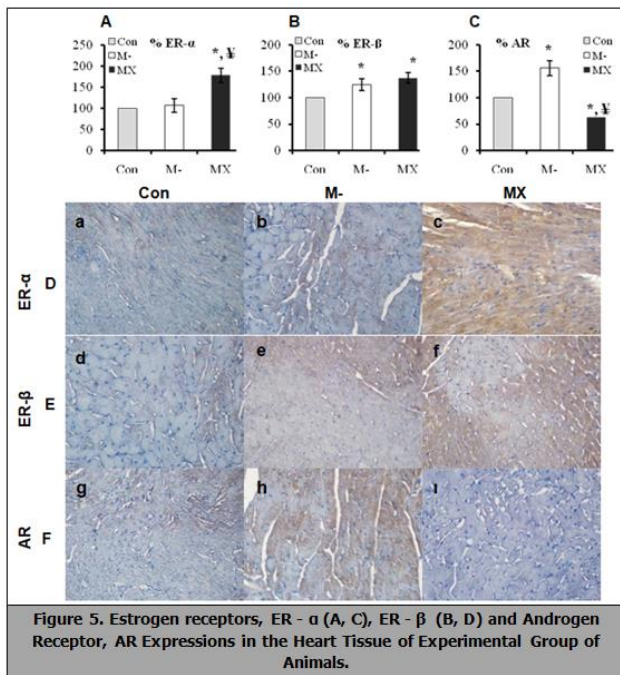 A B C
% ER-α
% ER-β
% AR
250
200
150
100
50
0
Con
M-
MX
*, ¥
Con M- MX
200
150
100
50
0
Con
M-
MX
*
*
Con M- MX
200
150
100
50
0
Con
M-
MX
*
*, ¥
Con M- MX
Con M- MX
ER-α D
a b c
ER-β E
d e f
AR F
g h ı
Figure 5. Estrogen receptors, ER - α (A, C), ER - β (B, D) and Androgen
Receptor, AR Expressions in the Heart Tissue of Experimental Group of
Animals.